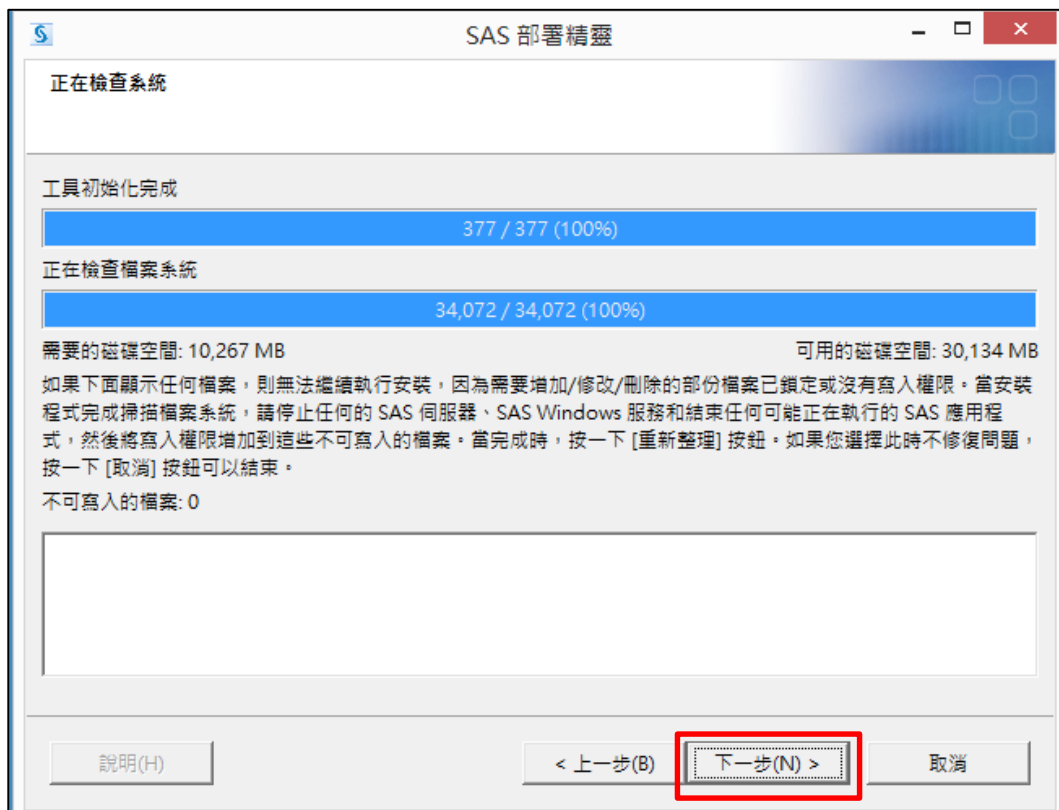 SAS 部署精靈
正在檢查系統
工具初始化完成
377 / 377 (100%)
正在檢查檔案系統
34,072 / 34,072 (100%)
需要的磁碟空間: 10,267 MB 可用的磁碟空間: 30,134 MB
如果下面顯示任何檔案，則無法繼續執行安裝，因為需要增加/修改/刪除的部份檔案已鎖定或沒有寫入權限。當安裝
程式完成掃描檔案系統，請停止任何的 SAS 伺服器、SAS Windows 服務和結束任何可能正在執行的 SAS 應用程
式，然後將寫入權限增加到這些不可寫入的檔案。當完成時，按一下 [重新整理] 按鈕。如果您選擇此時不修復問題，
按一下 [取消] 按鈕可以結束。
不可寫入的檔案: 0
說明(H) < 上一步(B) 下一步(N) > 取消